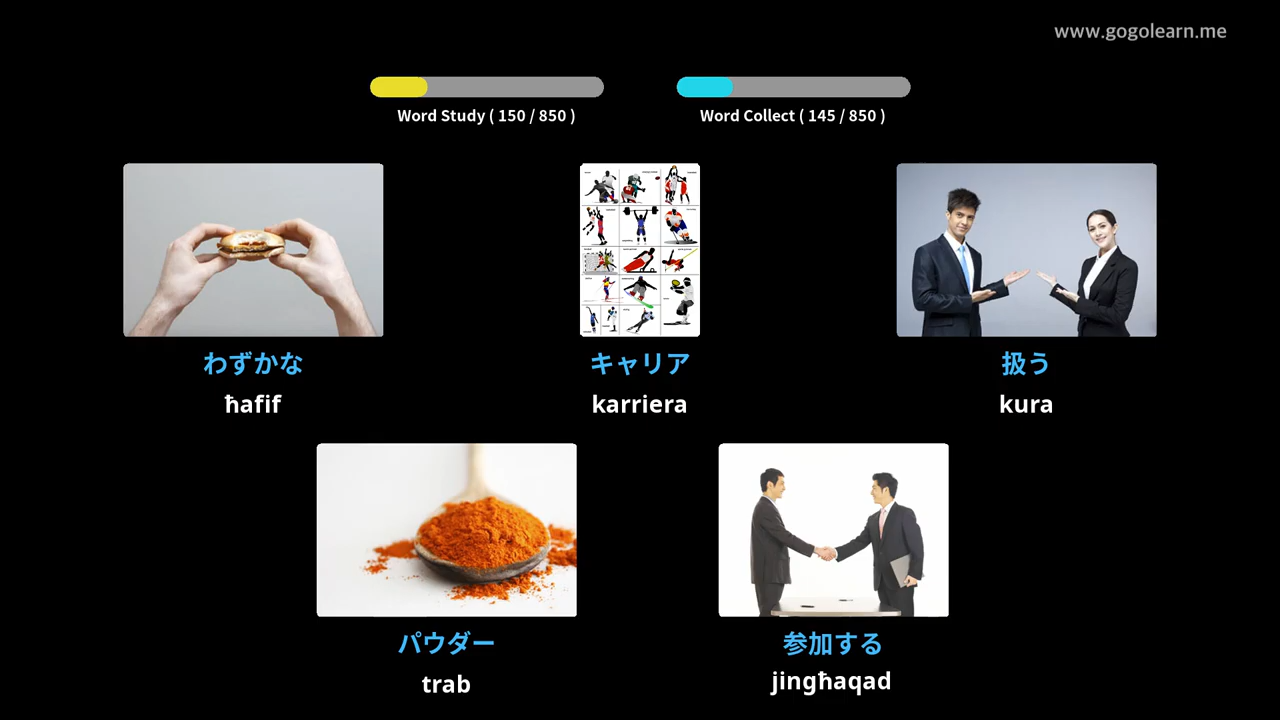 www.gogolearn.me
Word Study ( 150 / 850 )
Word Collect ( 145 / 850 )
わずかな
ħafif
キャリア
karriera
扱う
kura
パウダー
trab
参加する
jingħaqad